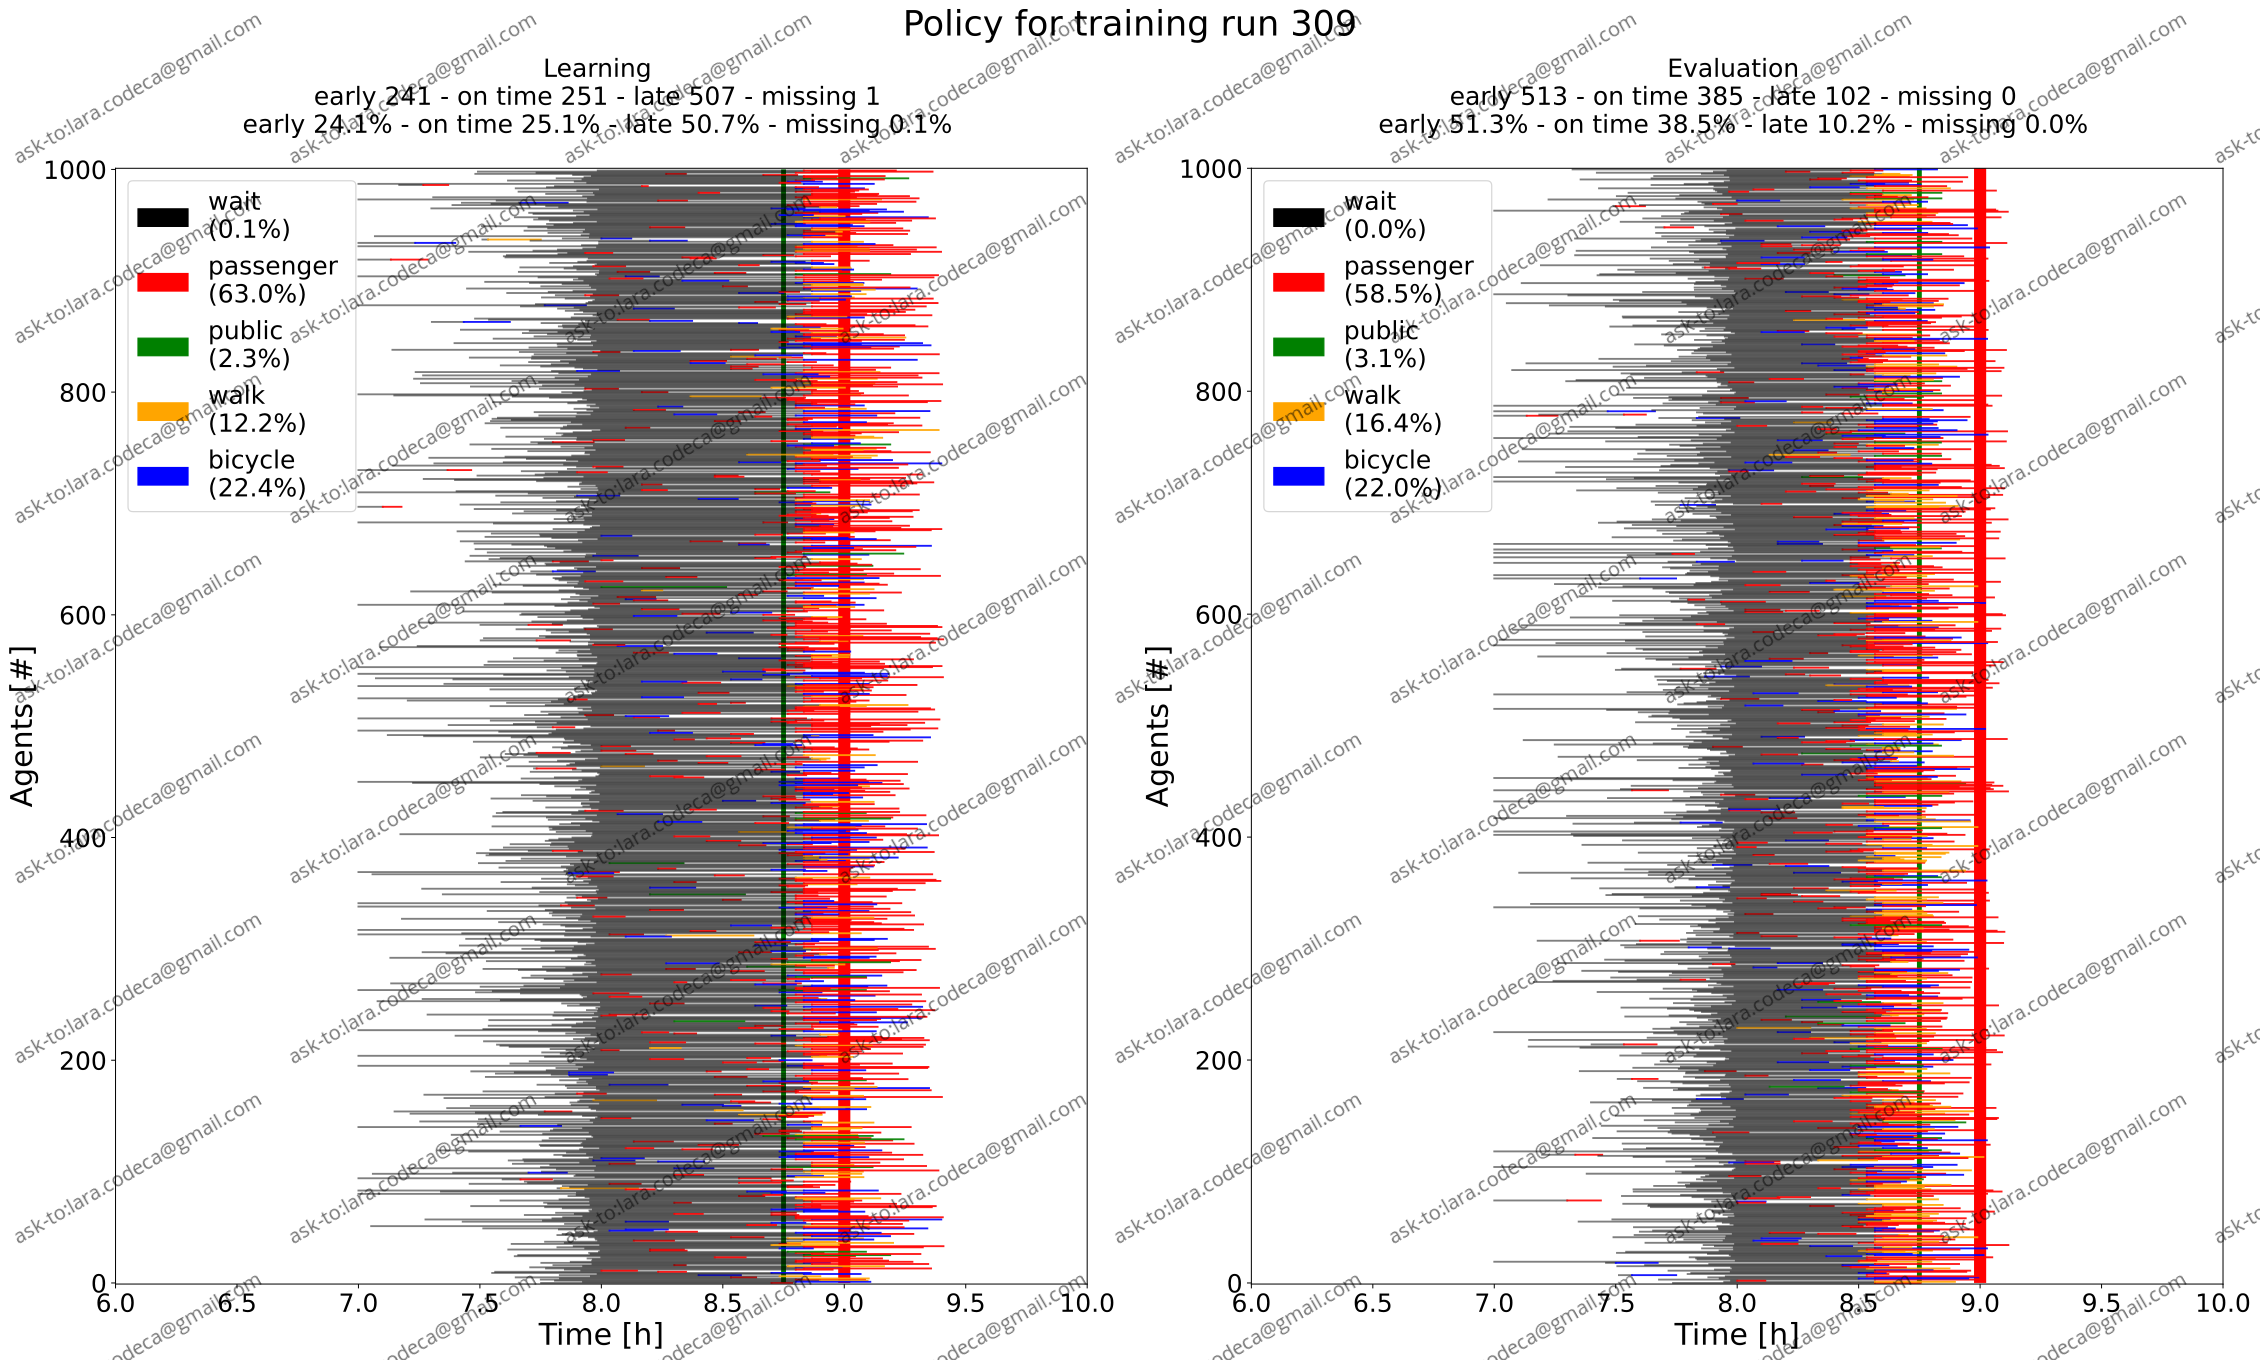 Policy for training run 309
Learning
early 241 - on time 251 - late 507 - missing 1
early 24.1% - on time 25.1% - late 50.7% - missing 0.1%
1000
800
600
400
200
0
Agents [#]
wait
(0.1%)
passenger
(63.0%)
public
(2.3%)
walk
(12.2%)
bicycle
(22.4%)
6.0 6.5 7.0 7.5 8.0 8.5 9.0 9.5 10.0
Time [h]
Evaluation
early 513 - on time 385 - late 102 - missing 0
early 51.3% - on time 38.5% - late 10.2% - missing 0.0%
1000
800
600
400
200
0
Agents [#]
wait
(0.0%)
passenger
(58.5%)
public
(3.1%)
walk
(16.4%)
bicycle
(22.0%)
6.0 6.5 7.0 7.5 8.0 8.5 9.0 9.5 10.0
Time [h]
ask-to:lara.codeca@gmail.com